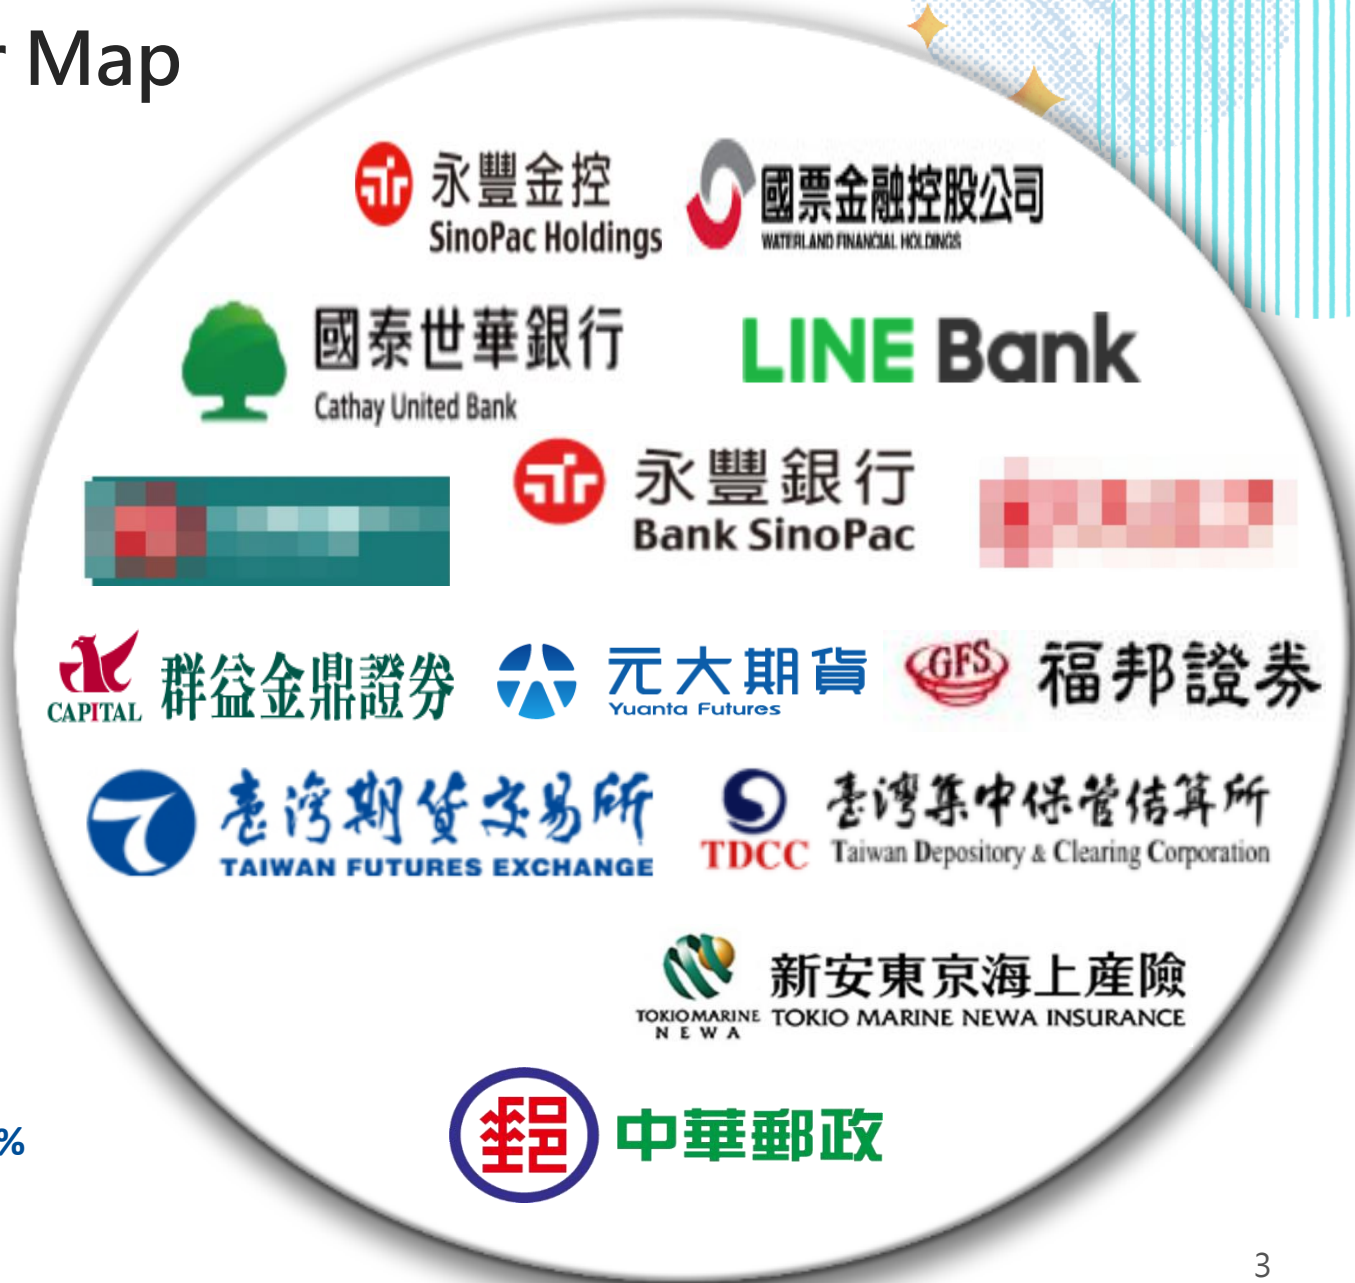 r Map
永豐金控
SinoPac Holdings
國票金融控股公司
WATERLAND FINANCIAL HOLDINGS
國泰世華銀行
Cathay United Bank
LINE Bank
永豐銀行
Bank SinoPac
CAPITAL
群益金鼎證券
元大期貨
Yuanta Futures
GFS
福邦證券
臺灣期貨交易所
TAIWAN FUTURES EXCHANGE
TDCC
臺灣集中保管結算所
Taiwan Depository & Clearing Corporation
TOKIO MARINE
NEWA
新安東京海上産險
TOKIO MARINE NEWA INSURANCE
郵
中華郵政
%
3